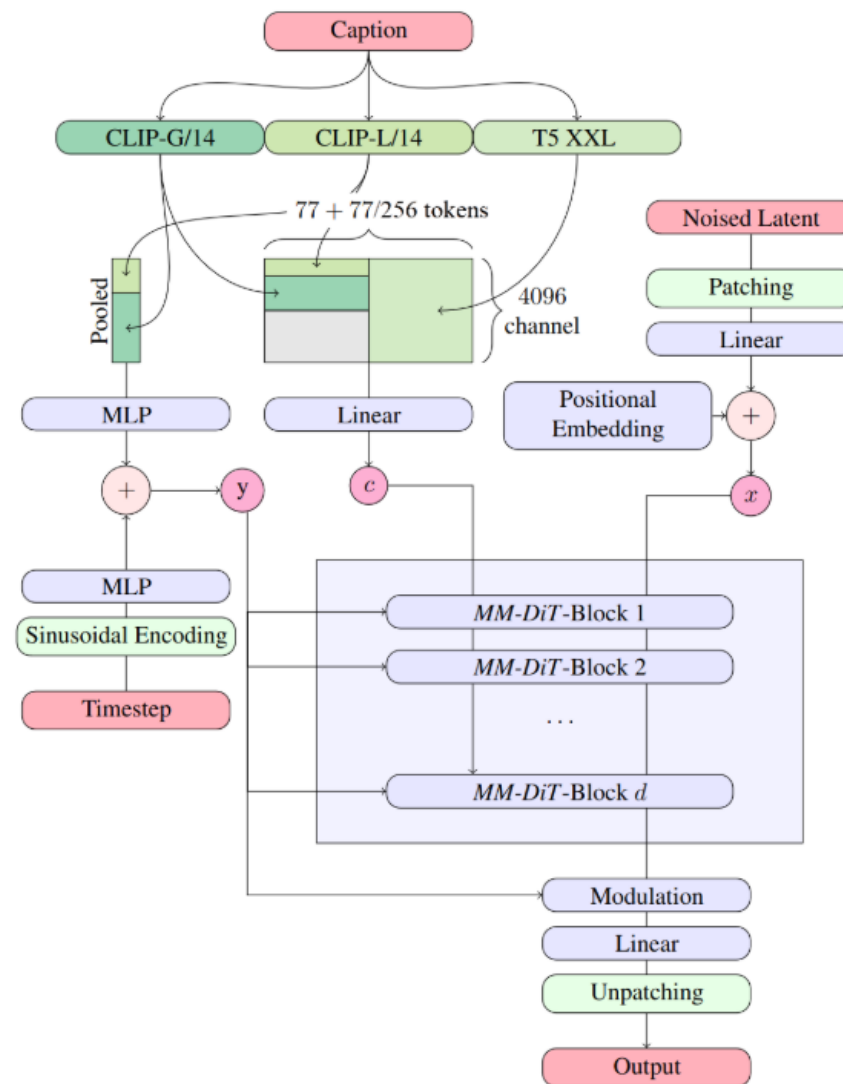 Caption
CLIP-G/14
CLIP-L/14
T5 XXL
77 + 77/256 tokens
Pooled
4096
channel
Noised Latent
Patching
Linear
Positional
Embedding
+
x
MLP
Linear
+
y
c
MLP
Sinusoidal Encoding
Timestep
MM-DiT-Block 1
MM-DiT-Block 2
. . .
MM-DiT-Block d
Modulation
Linear
Unpatching
Output